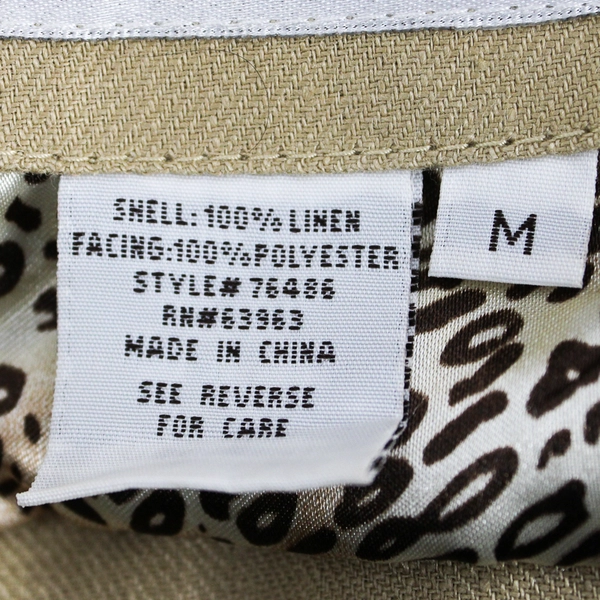 SHELL:100% LINEN
FACING:100%POLYESTER
STYLE# 76486
RN#63963
MADE IN CHINA
SEE REVERSE
FOR CARE
M